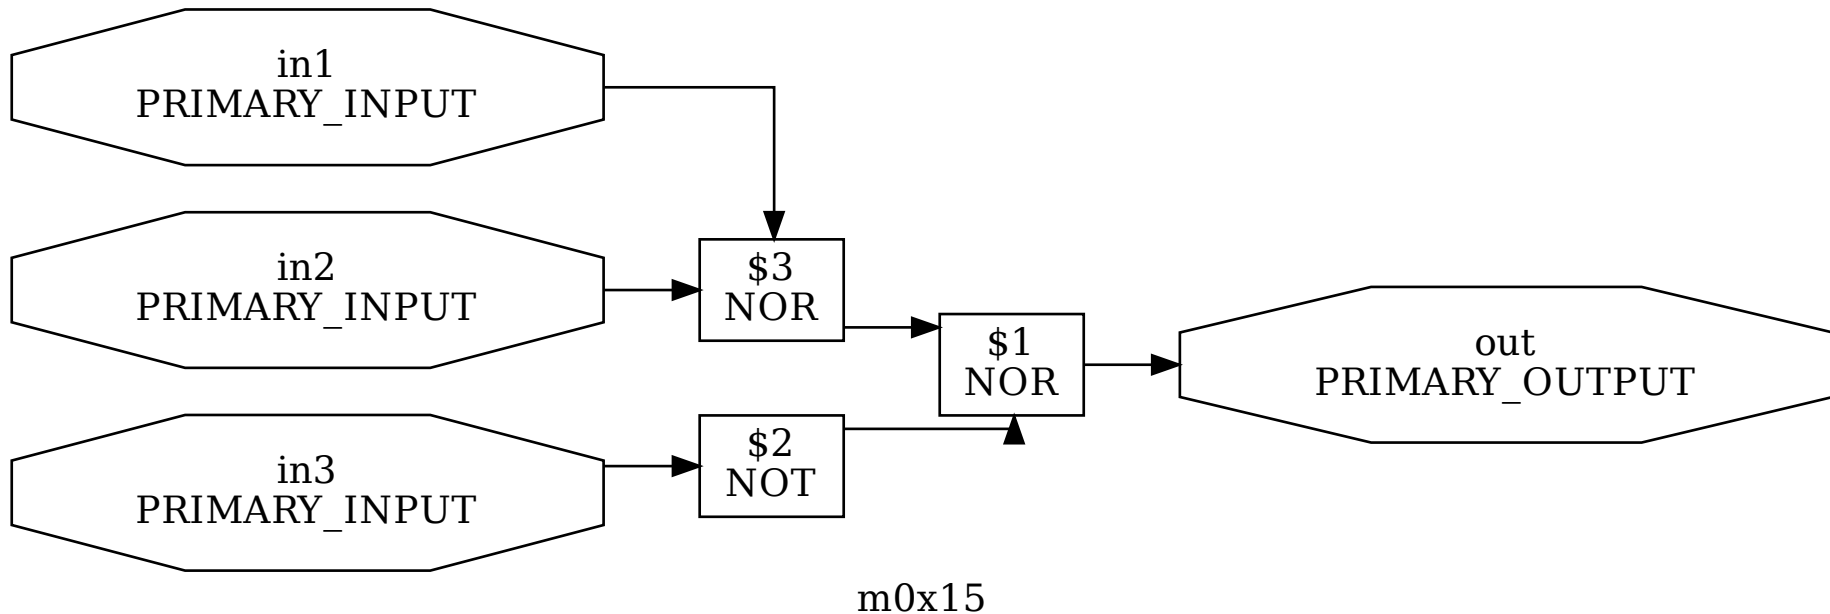 in1
PRIMARY_INPUT
in2
PRIMARY_INPUT
$3
NOR
$1
NOR
out
PRIMARY_OUTPUT
in3
PRIMARY_INPUT
$2
NOT
m0x15